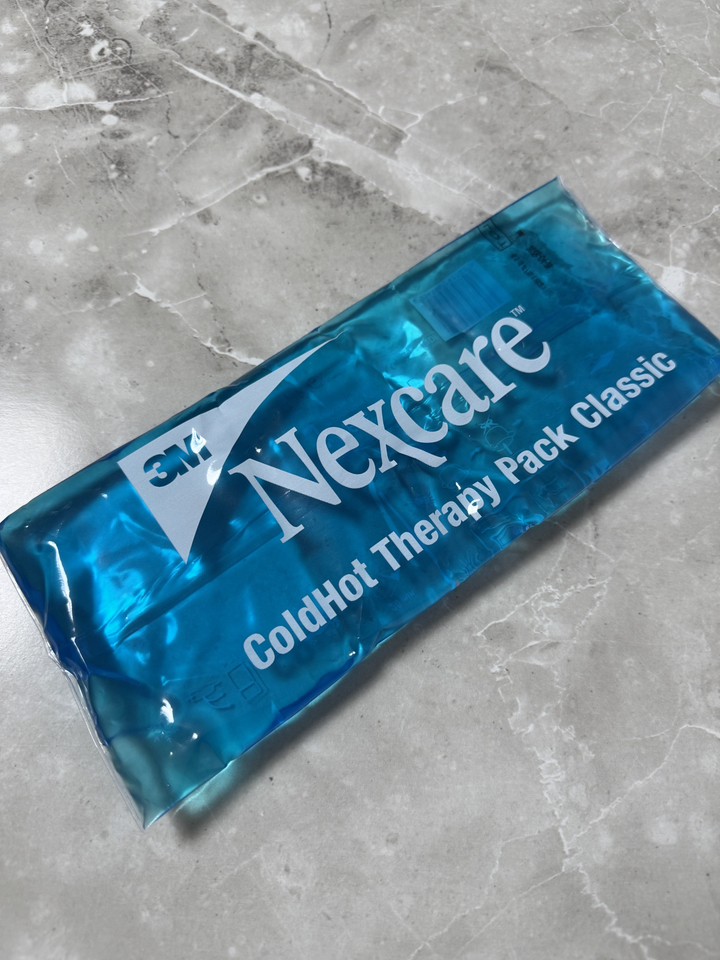 3M
Nexcare™
ColdHot Therapy Pack Classic